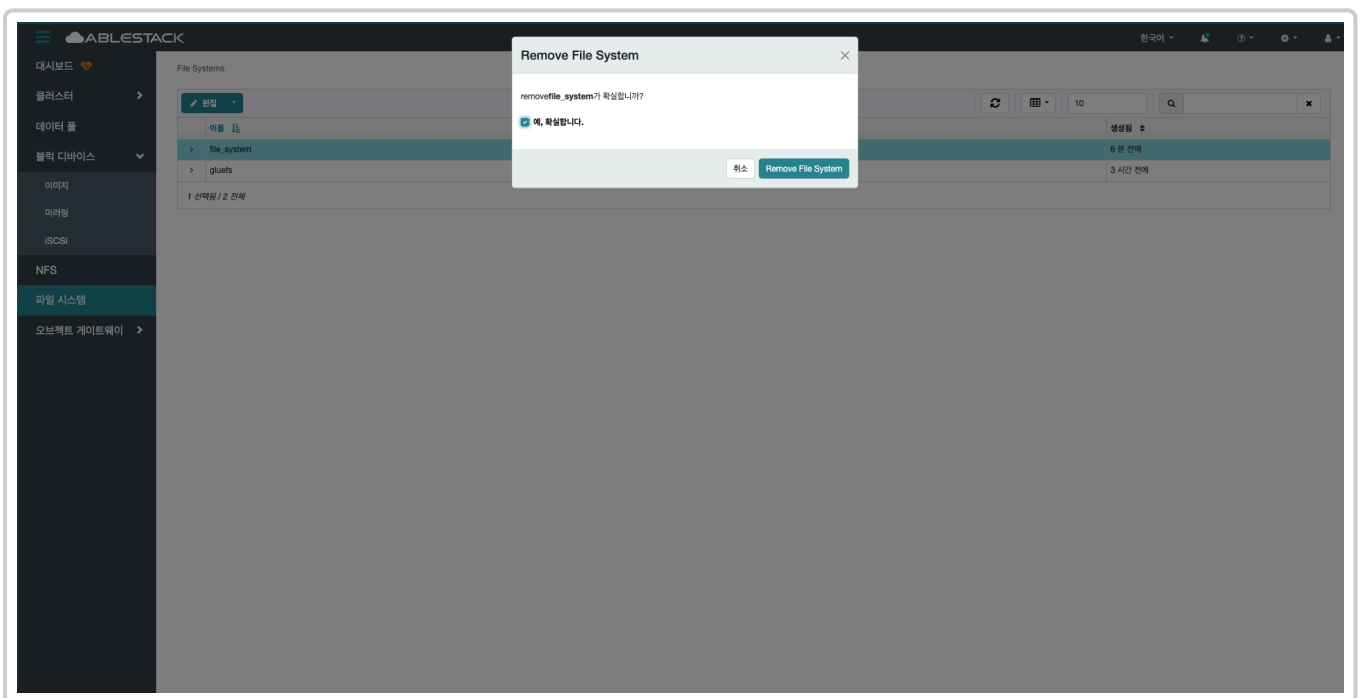 ABLESTACK
한국어
대시보드
클러스터
데이터 풀
블럭 디바이스
이미지
미러링
iSCSI
NFS
파일 시스템
오브젝트 게이트웨이
File Systems
편집
10
이름
생성됨
file_system
6 분 전에
gluefs
3 시간 전에
1 선택됨 / 2 전체
Remove File System
removefile_system가 확실합니까?
예, 확실합니다.
취소
Remove File System